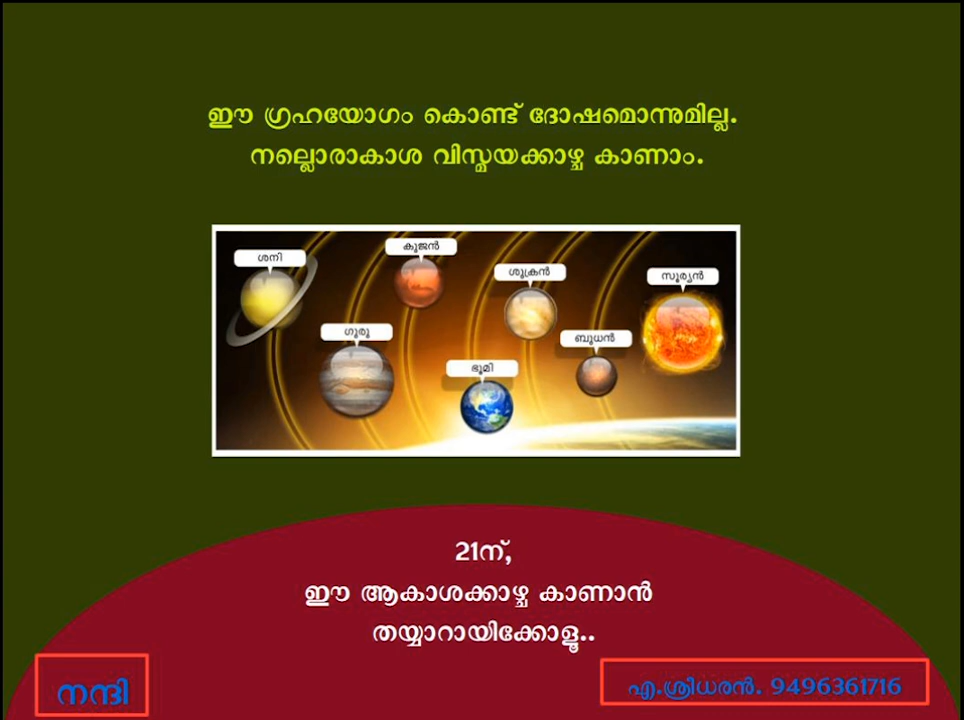 ഈ ഗ്രഹയോഗം കൊണ്ട് ദോഷമൊന്നുമില്ല.
നല്ലൊരാകാശ വിസ്മയക്കാഴ്ച കാണാം.
ശനി
കുജൻ
ശുക്രൻ
സൂര്യൻ
ഗുരു
ബുധൻ
ഭൂമി
21ന്,
ഈ ആകാശക്കാഴ്ച കാണാൻ
തയ്യാറായിക്കോളൂ..
നന്ദി
എ.ശ്രീധരൻ. 9496361716